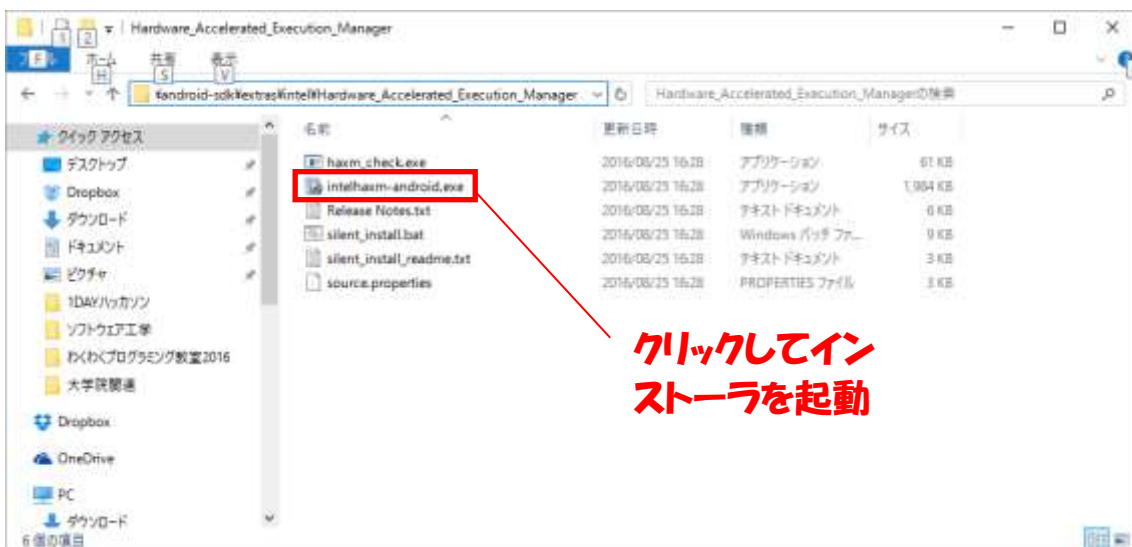 Hardware_Accelerated_Execution_Manager
1 2
ホーム 共有 表示
F H S V
¥android-sdk¥extras¥intel¥Hardware_Accelerated_Execution_Manager
Hardware_Accelerated_Execution_Managerの検索
クイック アクセス
デスクトップ
Dropbox
ダウンロード
ドキュメント
ピクチャ
1DAYハッカソン
ソフトウェア工学
わくわくプログラミング教室2016
大学院関連
Dropbox
OneDrive
PC
ダウンロード
6 個の項目
名前 更新日時 種類 サイズ
haxm_check.exe 2016/08/25 16:28 アプリケーション 61 KB
intelhaxm-android.exe 2016/08/25 16:28 アプリケーション 1,984 KB
Release Notes.txt 2016/08/25 16:28 テキスト ドキュメント 6 KB
silent_install.bat 2016/08/25 16:28 Windows バッチ ファ... 9 KB
silent_install_readme.txt 2016/08/25 16:28 テキスト ドキュメント 3 KB
source.properties 2016/08/25 16:28 PROPERTIES ファイル 3 KB
クリックしてイン
ストーラを起動